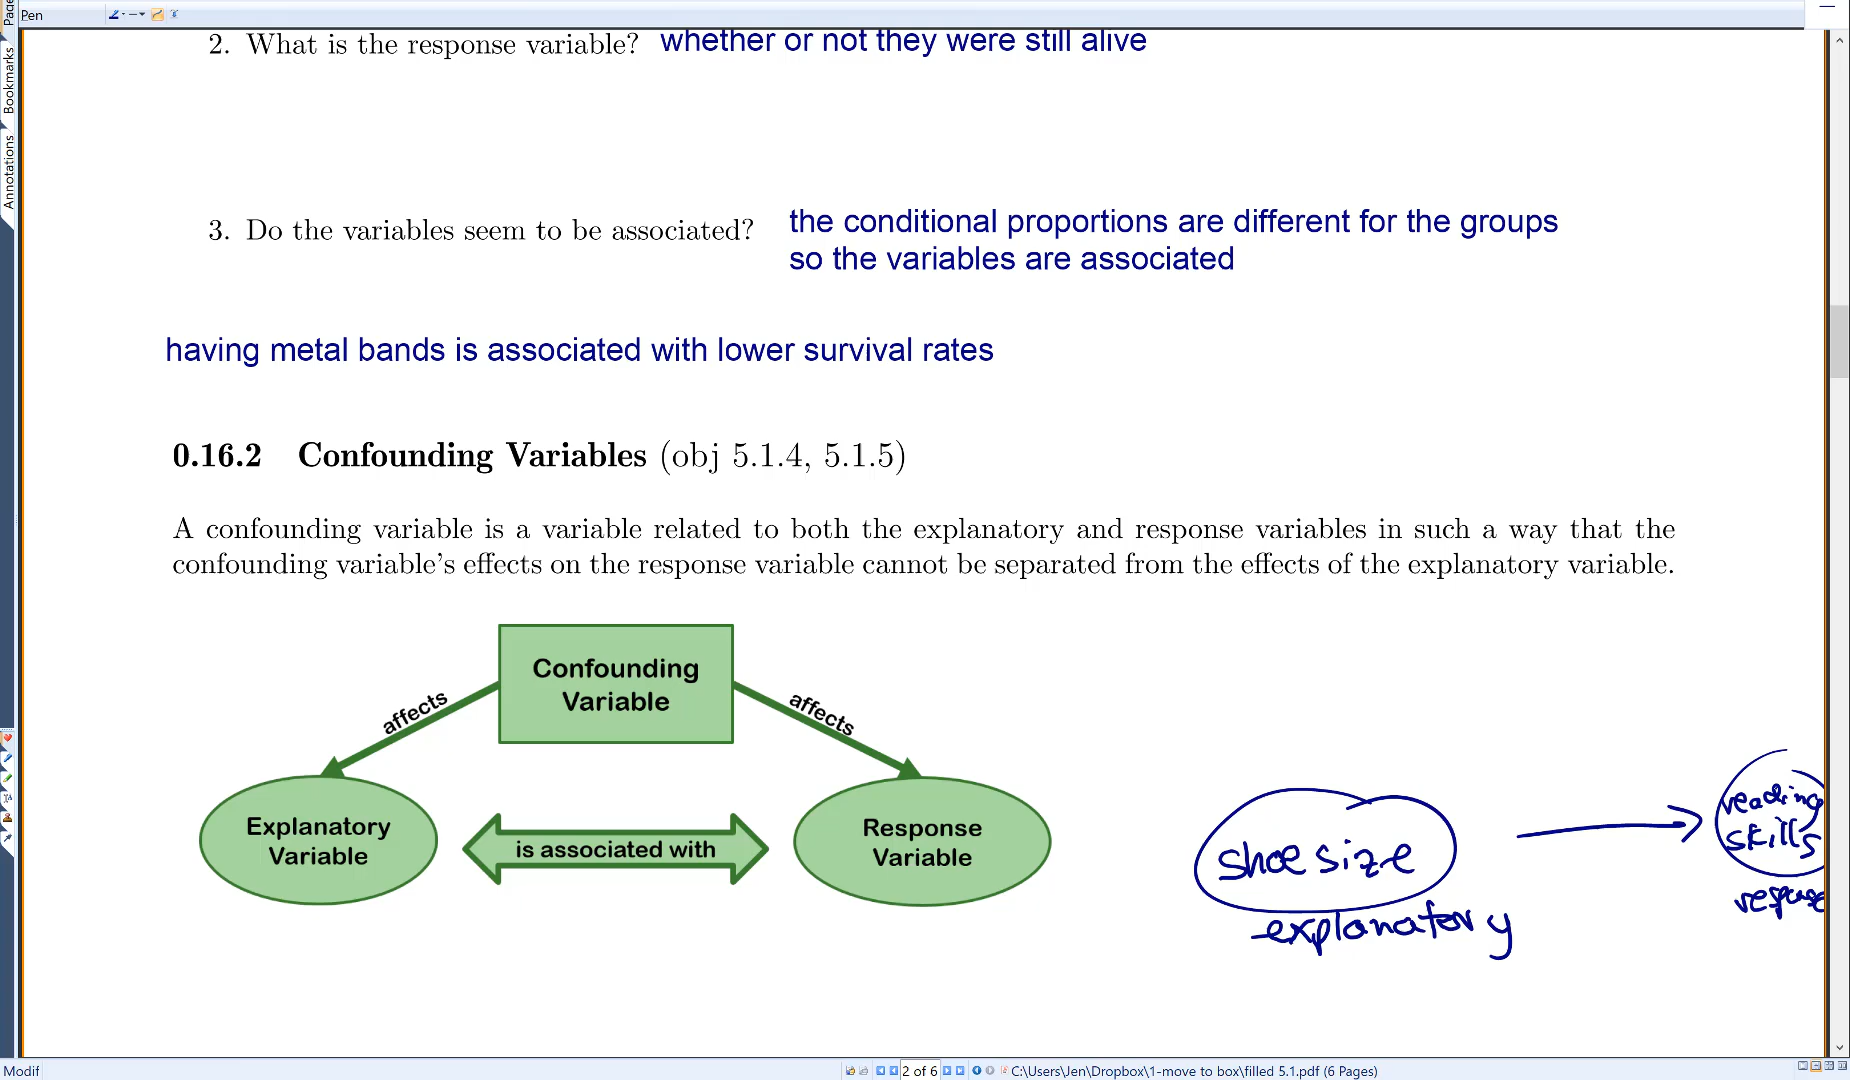 Pen
Page
Bookmarks
Annotations
2. What is the response variable? whether or not they were still alive
3. Do the variables seem to be associated? the conditional proportions are different for the groups
so the variables are associated
having metal bands is associated with lower survival rates
0.16.2 Confounding Variables (obj 5.1.4, 5.1.5)
A confounding variable is a variable related to both the explanatory and response variables in such a way that the
confounding variable's effects on the response variable cannot be separated from the effects of the explanatory variable.
Confounding
Variable
affects
affects
Explanatory
Variable
is associated with
Response
Variable
shoe size
explanatory
reading
skills
Modif
2 of 6
C:\Users\Jen\Dropbox\1-move to box\filled 5.1.pdf (6 Pages)